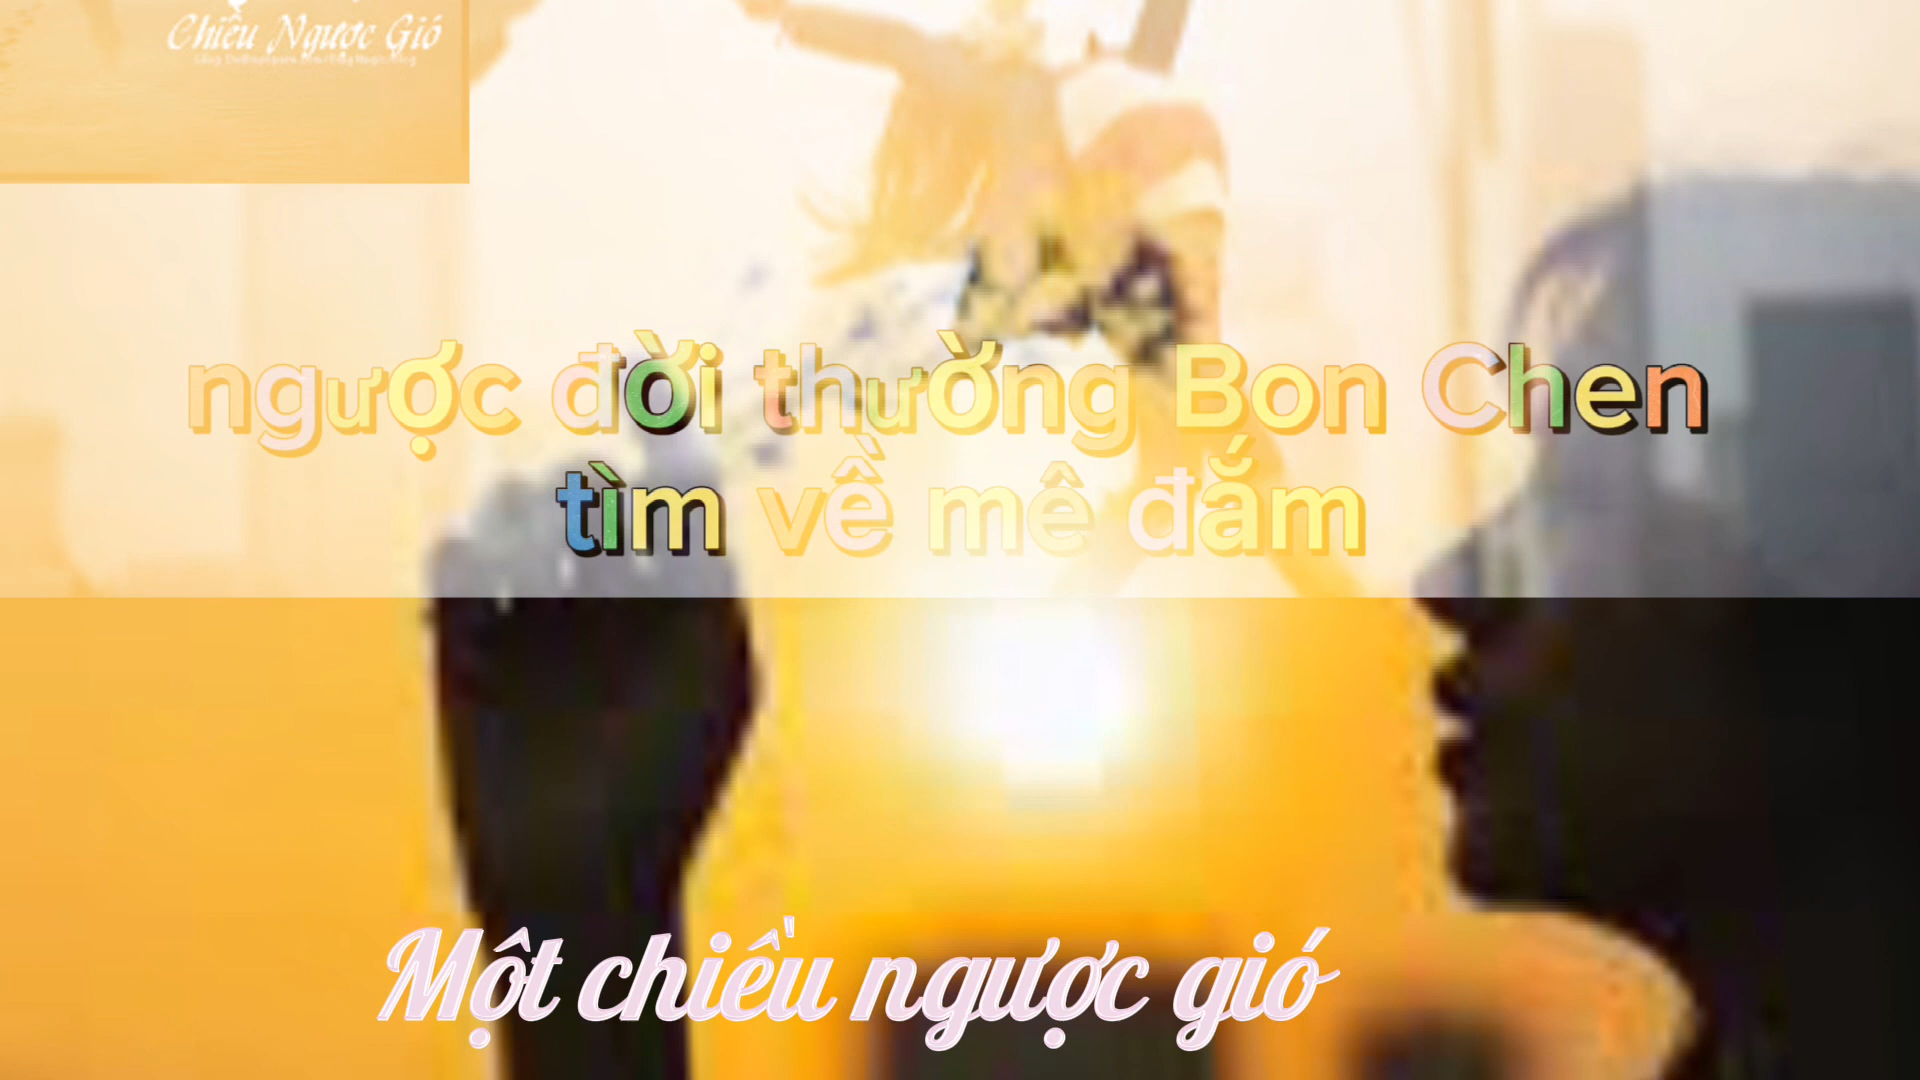 Chiều Ngược Gió
ngược đời thường Bon Chen
tìm về mê đắm
Một chiều ngược gió